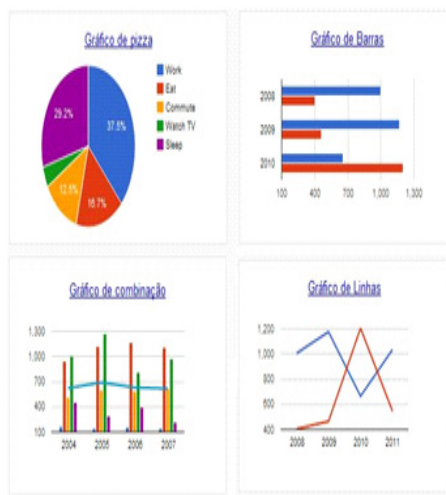 Gráfico de pizza
Work
Eat
Commute
Watch TV
Sleep
29.2%
37.5%
12.5%
16.7%
Gráfico de Barras
2008
2009
2010
100 400 700 1,000 1,300
Gráfico de combinação
1,300
1,000
700
400
100
2004 2005 2006 2007
Gráfico de Linhas
1,200
1,000
800
600
400
2008 2009 2010 2011